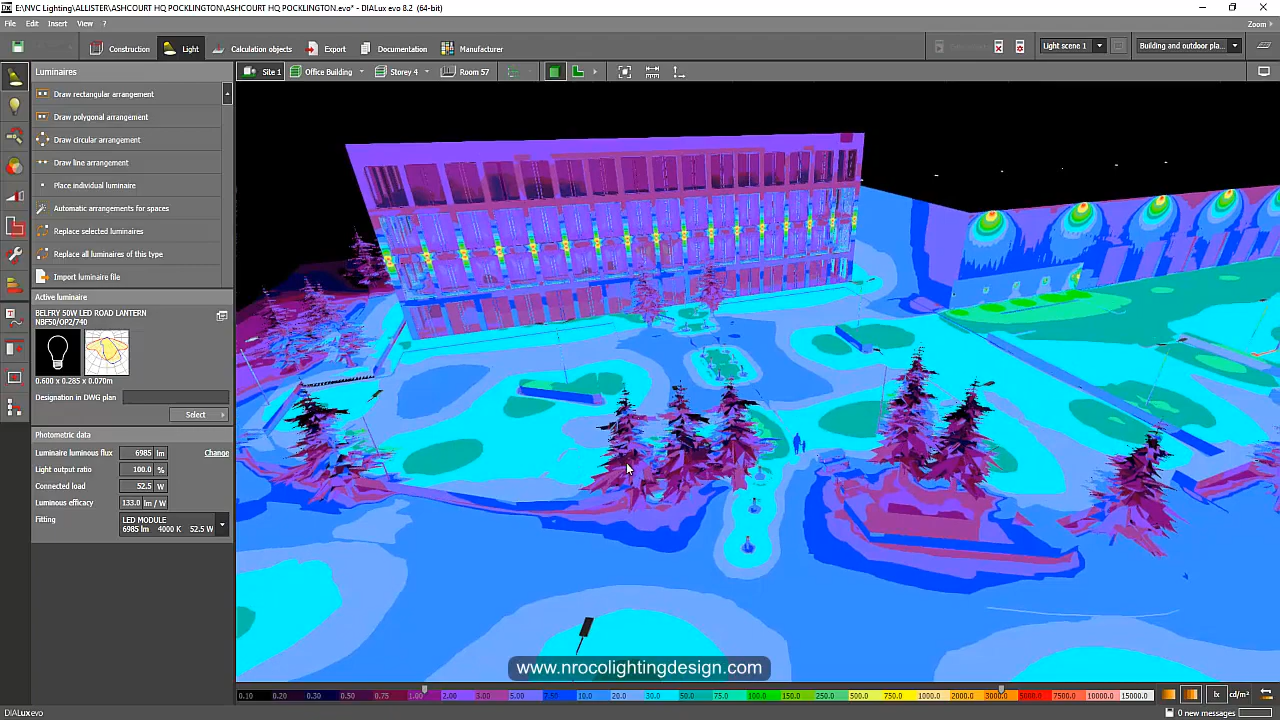 E:\NVC Lighting\ALLISTER\ASHCOURT HQ POCKLINGTON\ASHCOURT HQ POCKLINGTON.evo* - DIALux evo 8.2 (64-bit)
File Edit Insert View ?
Zoom
Construction Light Calculation objects Export Documentation Manufacturer
Light scene 1 Building and outdoor pla...
Luminaires
Site 1 Office Building Storey 4 Room 57
Draw rectangular arrangement
Draw polygonal arrangement
Draw circular arrangement
Draw line arrangement
Place individual luminaire
Automatic arrangements for spaces
Replace selected luminaires
Replace all luminaires of this type
Import luminaire file
Active luminaire
BELFRY 50W LED ROAD LANTERN
NBF50/OP2/740
0.600 x 0.285 x 0.070m
Designation in DWG plan
Select
Photometric data
Luminaire luminous flux 6985 lm Change
Light output ratio 100.0 %
Connected load 52.5 W
Luminous efficacy 133.0 lm / W
Fitting LED MODULE
6985 lm 4000 K 52.5 W
www.nrocolightingdesign.com
0.10 0.20 0.30 0.50 0.75 1.00 2.00 3.00 5.00 7.50 10.0 20.0 30.0 50.0 75.0 100.0 200.0 250.0 500.0 750.0 1000.0 2000.0 3000.0 5000.0 7500.0 10000.0 15000.0 lx cd/m²
DIALuxevo 0 new messages